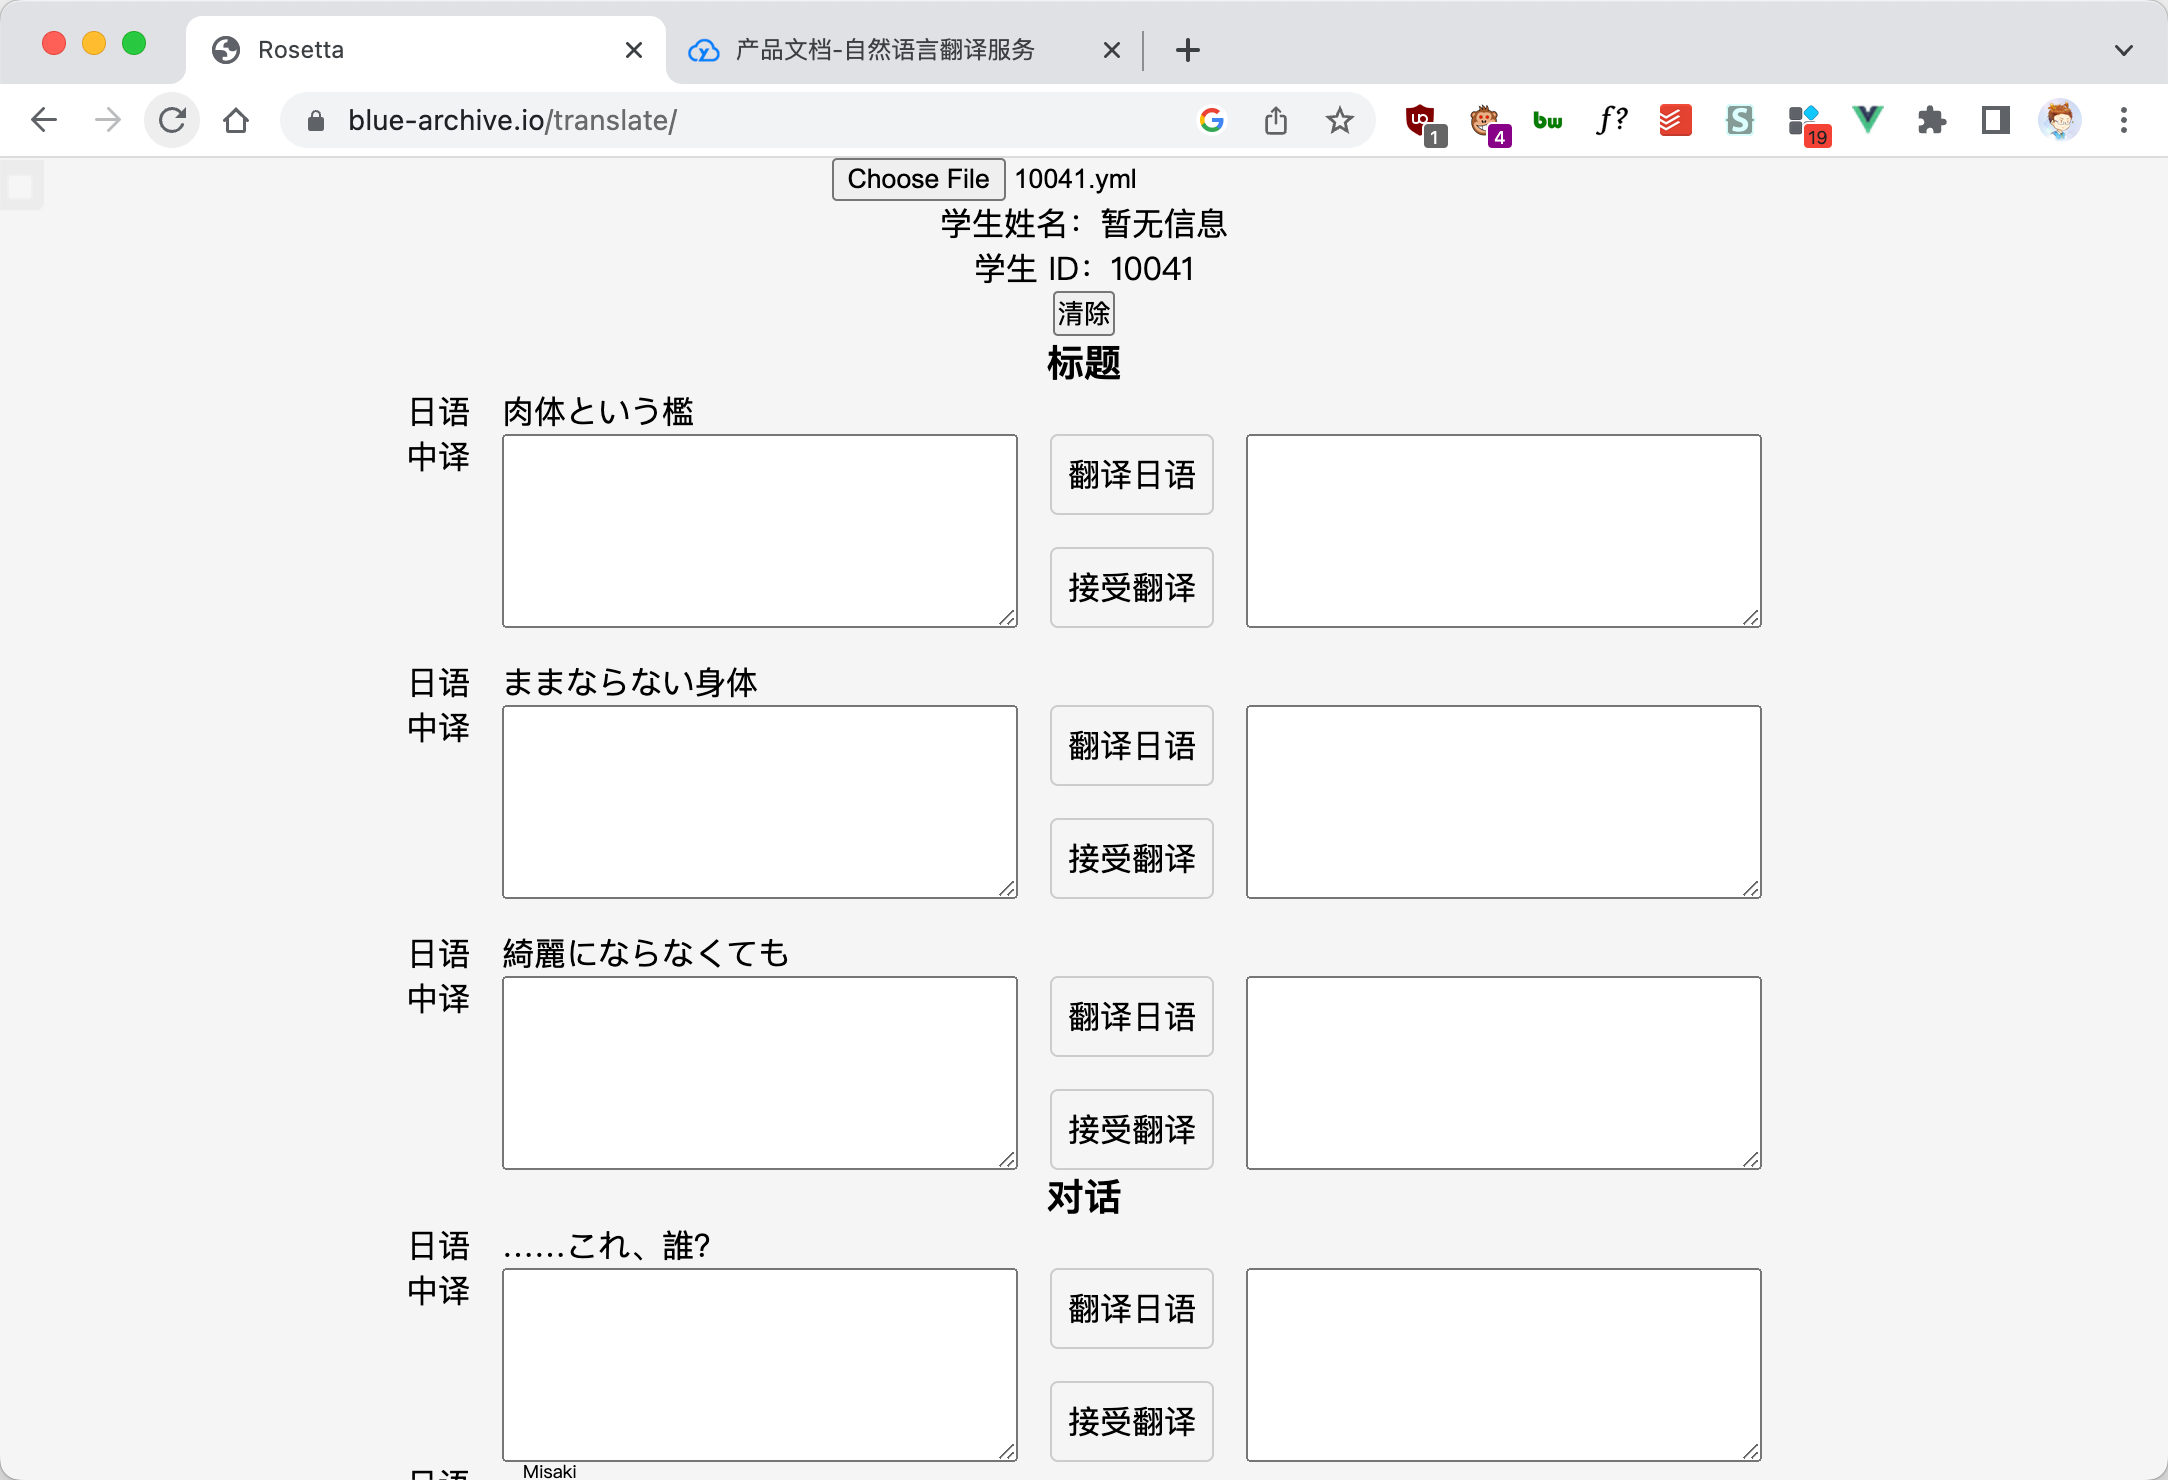 Rosetta
产品文档-自然语言翻译服务
blue-archive.io/translate/
1
4
bw
f?
19
Choose File 10041.yml
学生姓名：暂无信息
学生 ID：10041
清除
标题
日语 肉体という檻
中译
翻译日语
接受翻译
日语 ままならない身体
中译
翻译日语
接受翻译
日语 綺麗にならなくても
中译
翻译日语
接受翻译
对话
日语 ……これ、誰?
中译
翻译日语
接受翻译
日语 Misaki